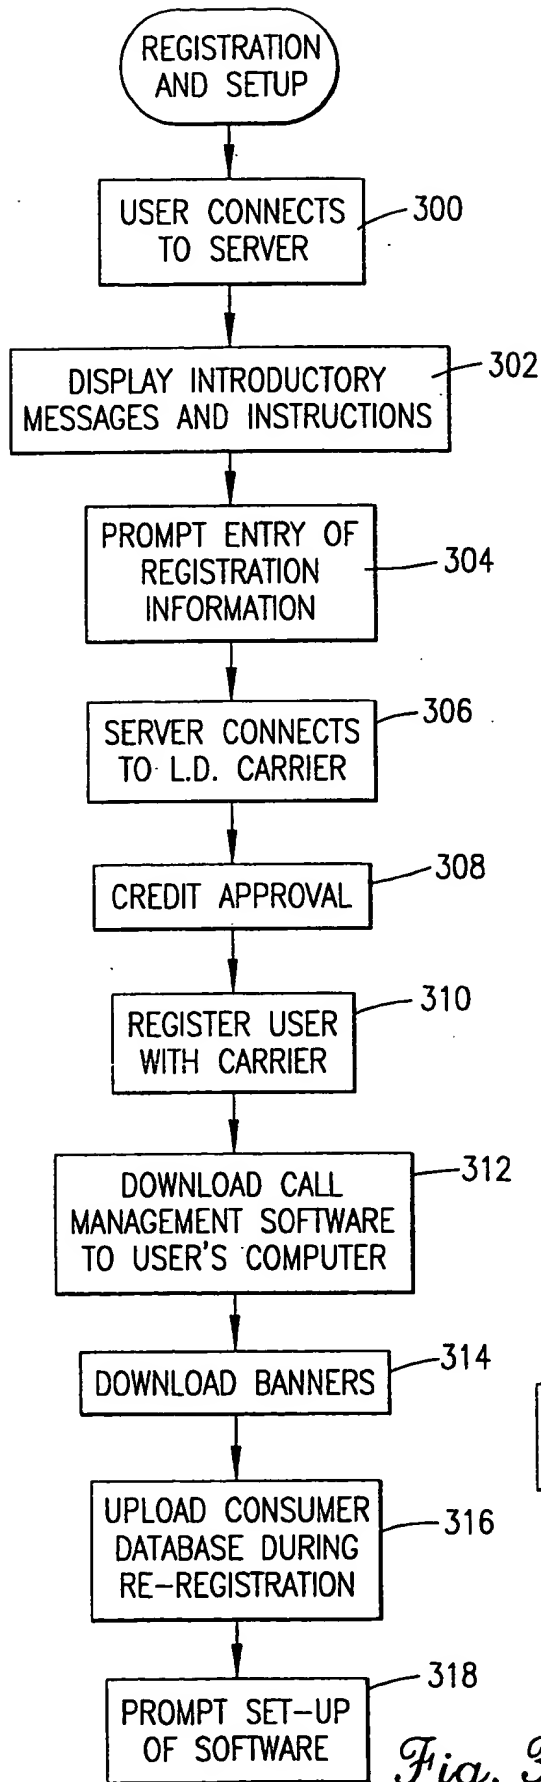 REGISTRATION
AND SETUP
USER CONNECTS
TO SERVER
300
DISPLAY INTRODUCTORY
MESSAGES AND INSTRUCTIONS
302
PROMPT ENTRY OF
REGISTRATION
INFORMATION
304
SERVER CONNECTS
TO L.D. CARRIER
306
CREDIT APPROVAL
308
REGISTER USER
WITH CARRIER
310
DOWNLOAD CALL
MANAGEMENT SOFTWARE
TO USER'S COMPUTER
312
DOWNLOAD BANNERS
314
UPLOAD CONSUMER
DATABASE DURING
RE-REGISTRATION
316
PROMPT SET-UP
OF SOFTWARE
318
Fig. 3